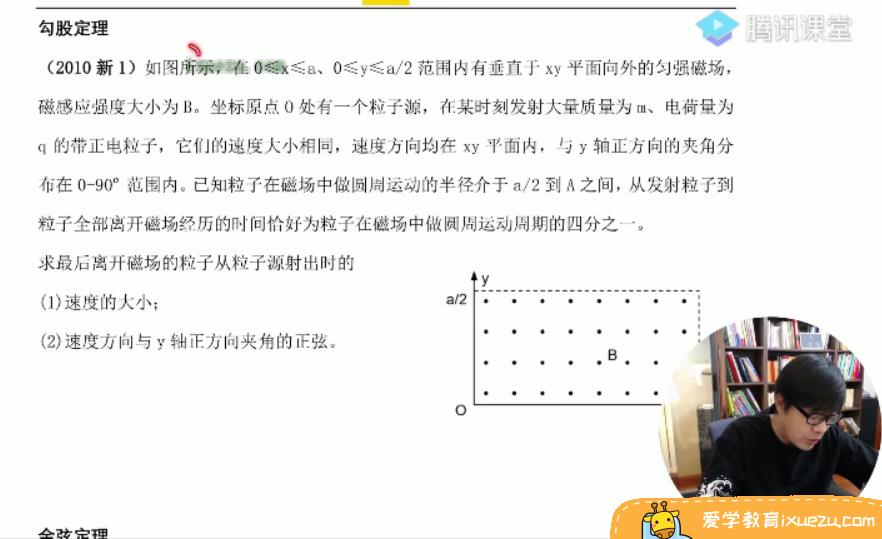 腾讯课堂
勾股定理
（2010 新 1）如图所示，在 0≤x≤a、0≤y≤a/2 范围内有垂直于 xy 平面向外的匀强磁场，
磁感应强度大小为 B。坐标原点 O 处有一个粒子源，在某时刻发射大量质量为 m、电荷量为
q 的带正电粒子，它们的速度大小相同，速度方向均在 xy 平面内，与 y 轴正方向的夹角分
布在 0-90° 范围内。已知粒子在磁场中做圆周运动的半径介于 a/2 到 A 之间，从发射粒子到
粒子全部离开磁场经历的时间恰好为粒子在磁场中做圆周运动周期的四分之一。
求最后离开磁场的粒子从粒子源射出时的
(1)速度的大小；
(2)速度方向与 y 轴正方向夹角的正弦。
y
a/2
B
O
爱学教育ixuezu.com
余弦定理